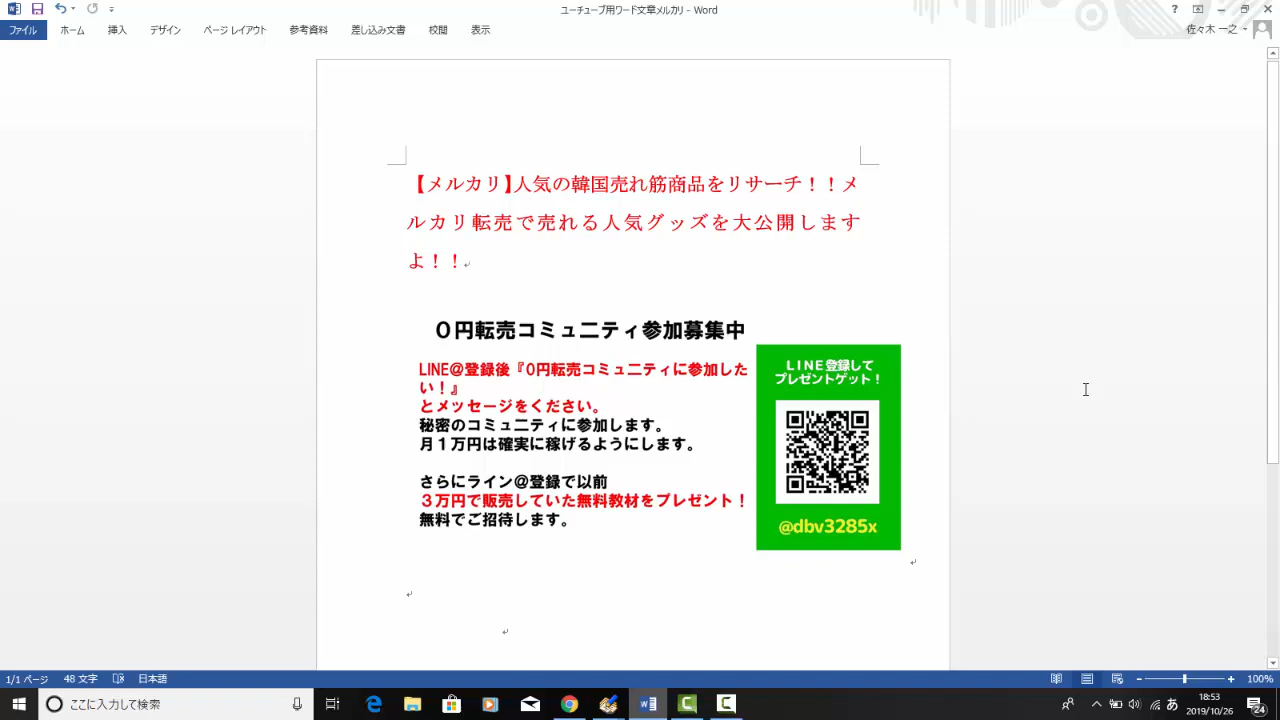 ユーチューブ用ワード文章メルカリ - Word
ファイル ホーム 挿入 デザイン ページ レイアウト 参考資料 差し込み文書 校閲 表示
佐々木 一之
【メルカリ】人気の韓国売れ筋商品をリサーチ！！メ
ルカリ転売で売れる人気グッズを大公開します
よ！！
０円転売コミュニティ参加募集中
LINE@登録後『０円転売コミュニティに参加した
い！』
とメッセージをください。
秘密のコミュニティに参加します。
月１万円は確実に稼げるようにします。
さらにライン@登録で以前
３万円で販売していた無料教材をプレゼント！
無料でご招待します。
LINE登録して
プレゼントゲット！
@dbv3285x
1/1 ページ 48 文字 日本語 100%
ここに入力して検索
あ 18:53
2019/10/26
24